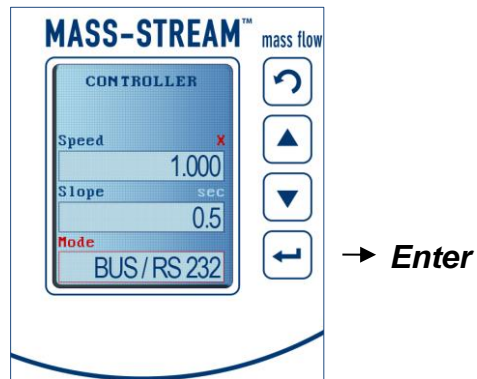 MASS-STREAM™ mass flow
CONTROLLER
Speed X
1.000
Slope sec
0.5
Mode
BUS / RS 232
Enter